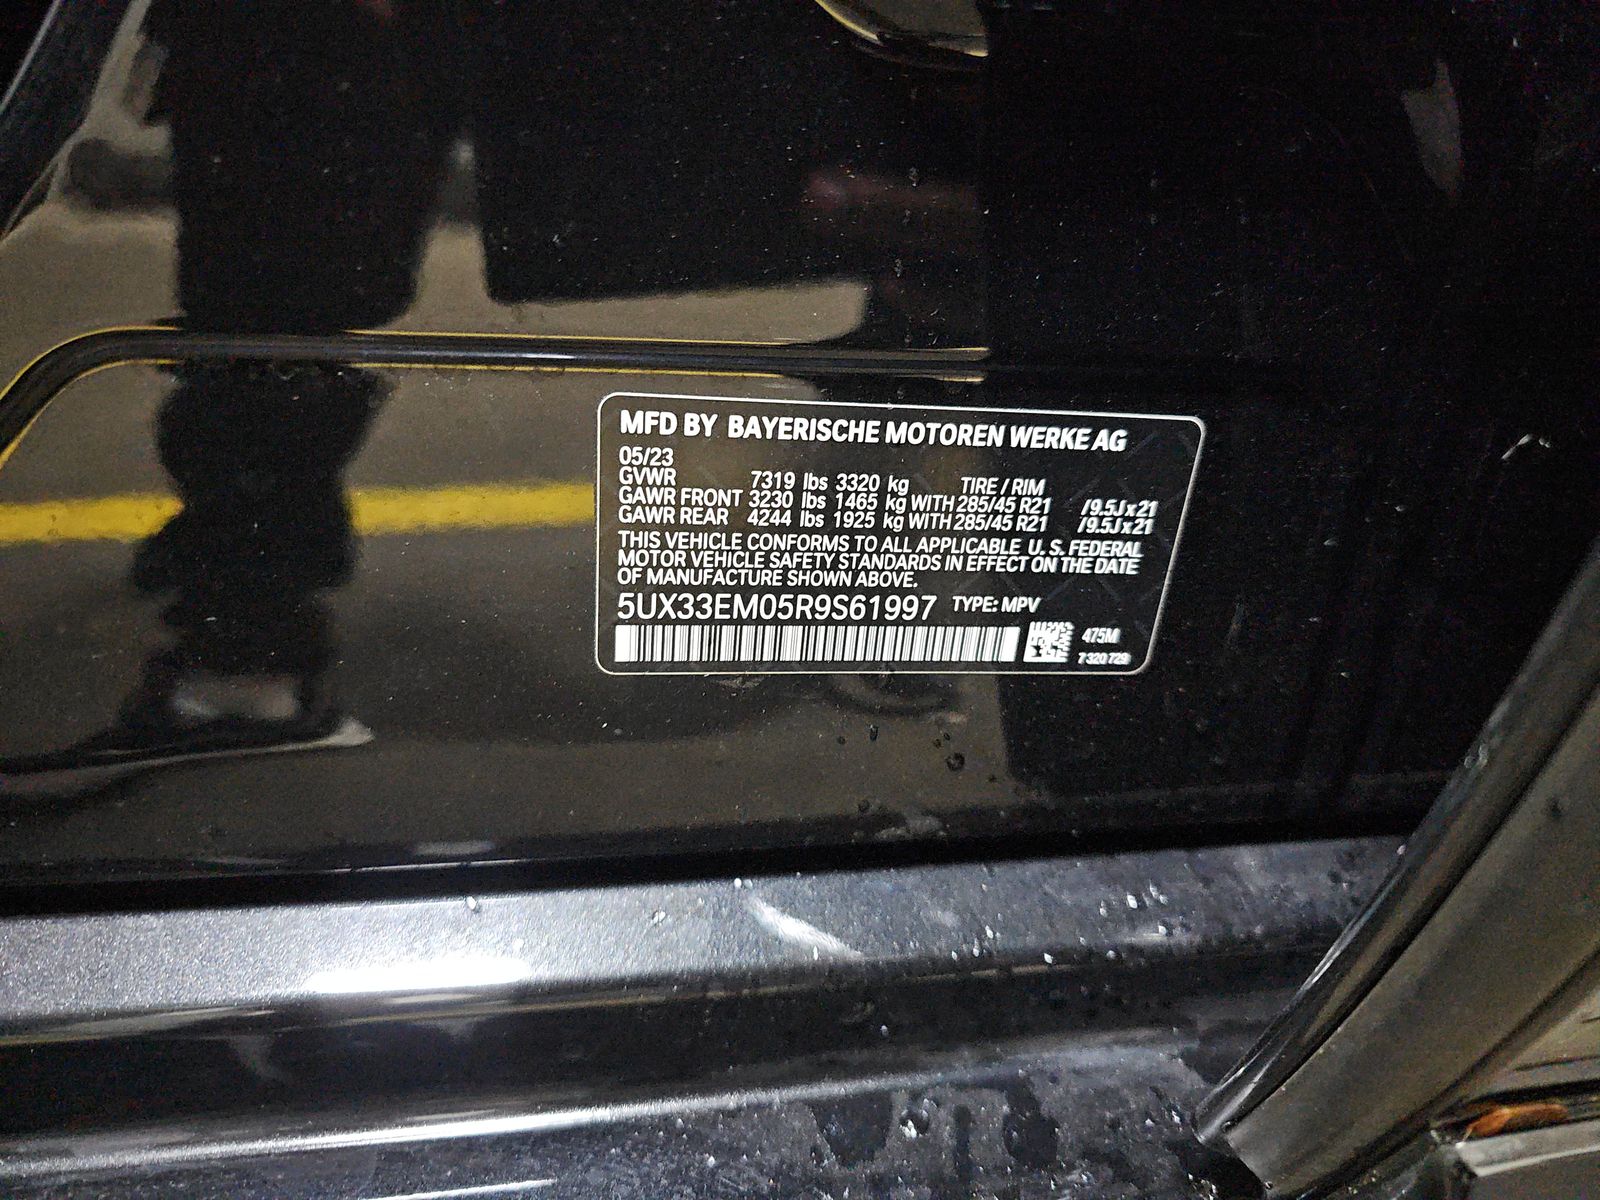 MFD BY BAYERISCHE MOTOREN WERKE AG
05/23
GVWR 7319 lbs 3320 kg TIRE / RIM
GAWR FRONT 3230 lbs 1465 kg WITH 285/45 R21 /9.5Jx21
GAWR REAR 4244 lbs 1925 kg WITH 285/45 R21 /9.5Jx21
THIS VEHICLE CONFORMS TO ALL APPLICABLE U.S. FEDERAL
MOTOR VEHICLE SAFETY STANDARDS IN EFFECT ON THE DATE
OF MANUFACTURE SHOWN ABOVE.
5UX33EM05R9S61997 TYPE: MPV
475M
7 320 729